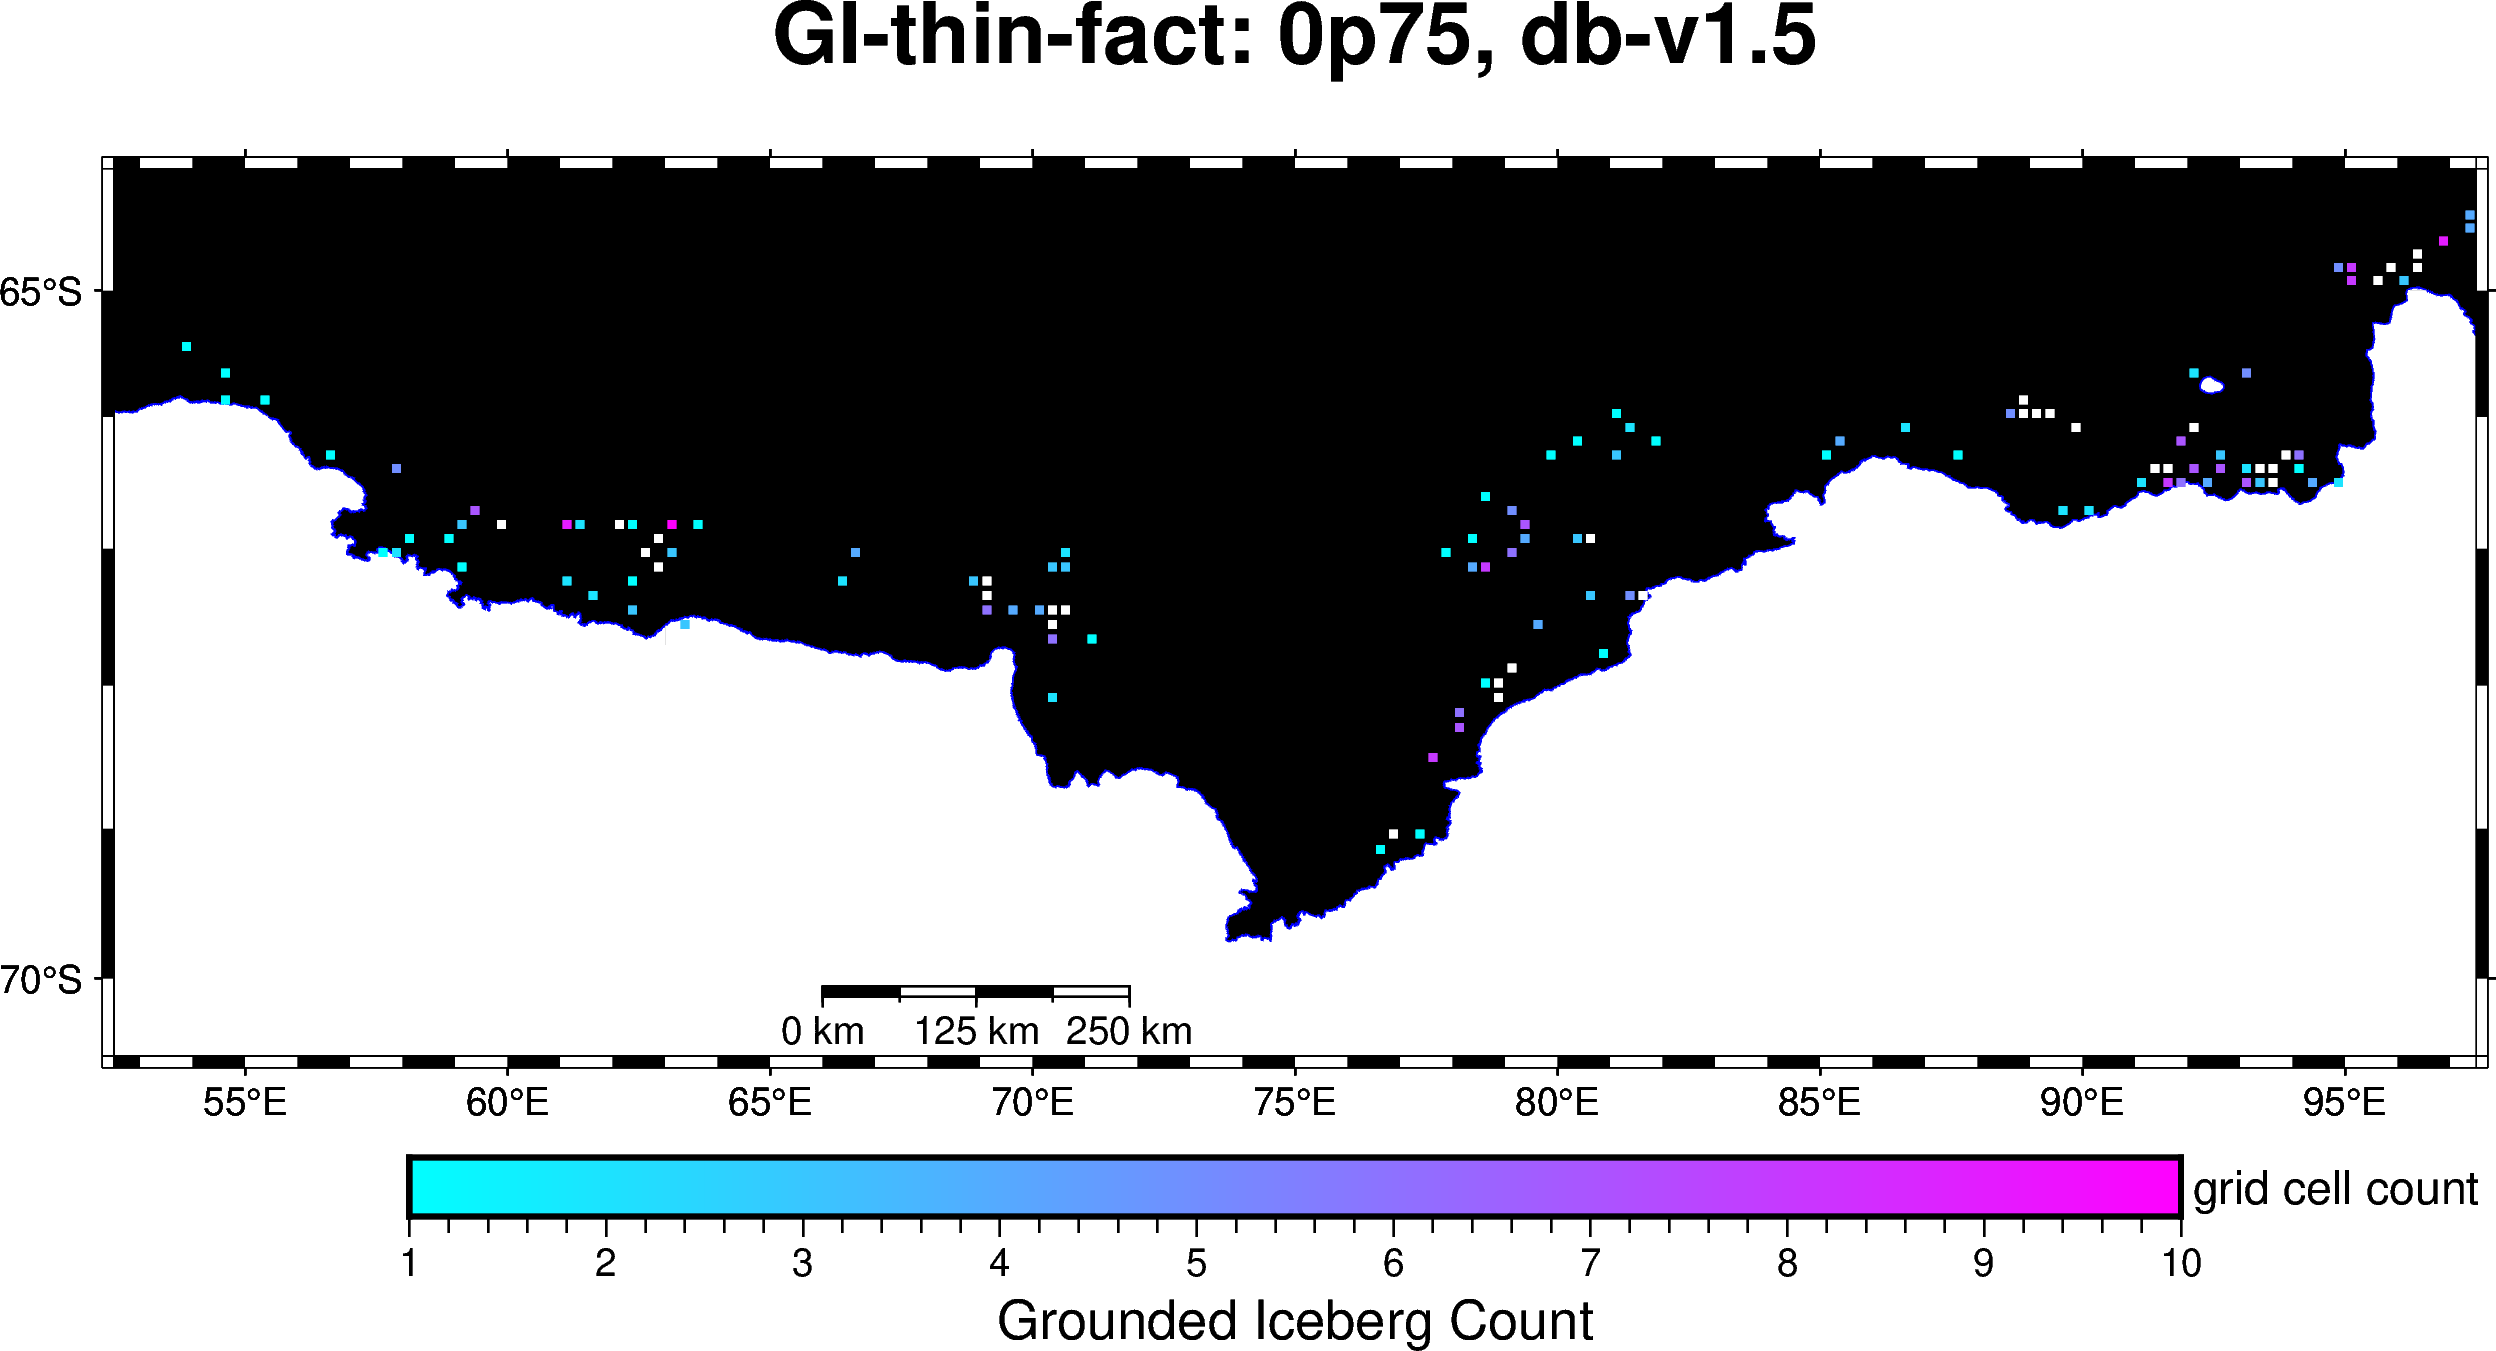 GI-thin-fact: 0p75, db-v1.5
65°S
70°S
0 km 125 km 250 km
55°E 60°E 65°E 70°E 75°E 80°E 85°E 90°E 95°E
grid cell count
1 2 3 4 5 6 7 8 9 10
Grounded Iceberg Count